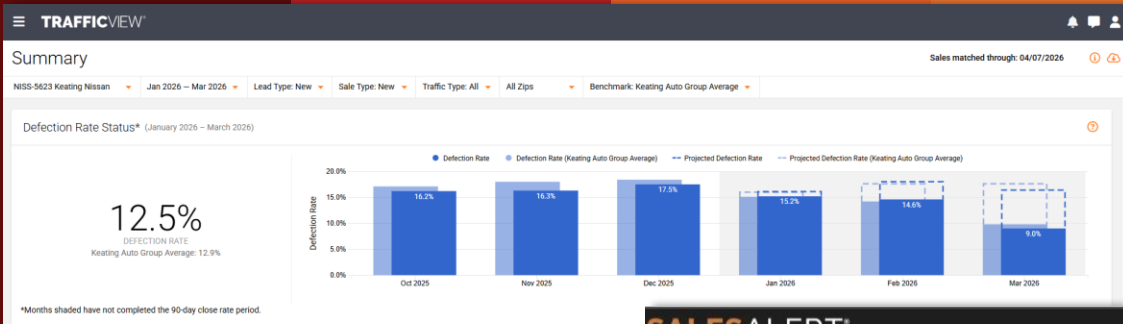 TRAFFICVIEW®
Summary
Sales matched through: 04/07/2026
NISS-5623 Keating Nissan
Jan 2026 – Mar 2026
Lead Type: New
Sale Type: New
Traffic Type: All
All Zips
Benchmark: Keating Auto Group Average
Defection Rate Status* (January 2026 – March 2026)
12.5%
DEFECTION RATE
Keating Auto Group Average: 12.9%
Defection Rate
Defection Rate (Keating Auto Group Average)
Projected Defection Rate
Projected Defection Rate (Keating Auto Group Average)
Defection Rate
20.0%
15.0%
10.0%
5.0%
0.0%
16.2%
16.3%
17.5%
15.2%
14.6%
9.0%
Oct 2025
Nov 2025
Dec 2025
Jan 2026
Feb 2026
Mar 2026
*Months shaded have not completed the 90-day close rate period.
SALESALERT